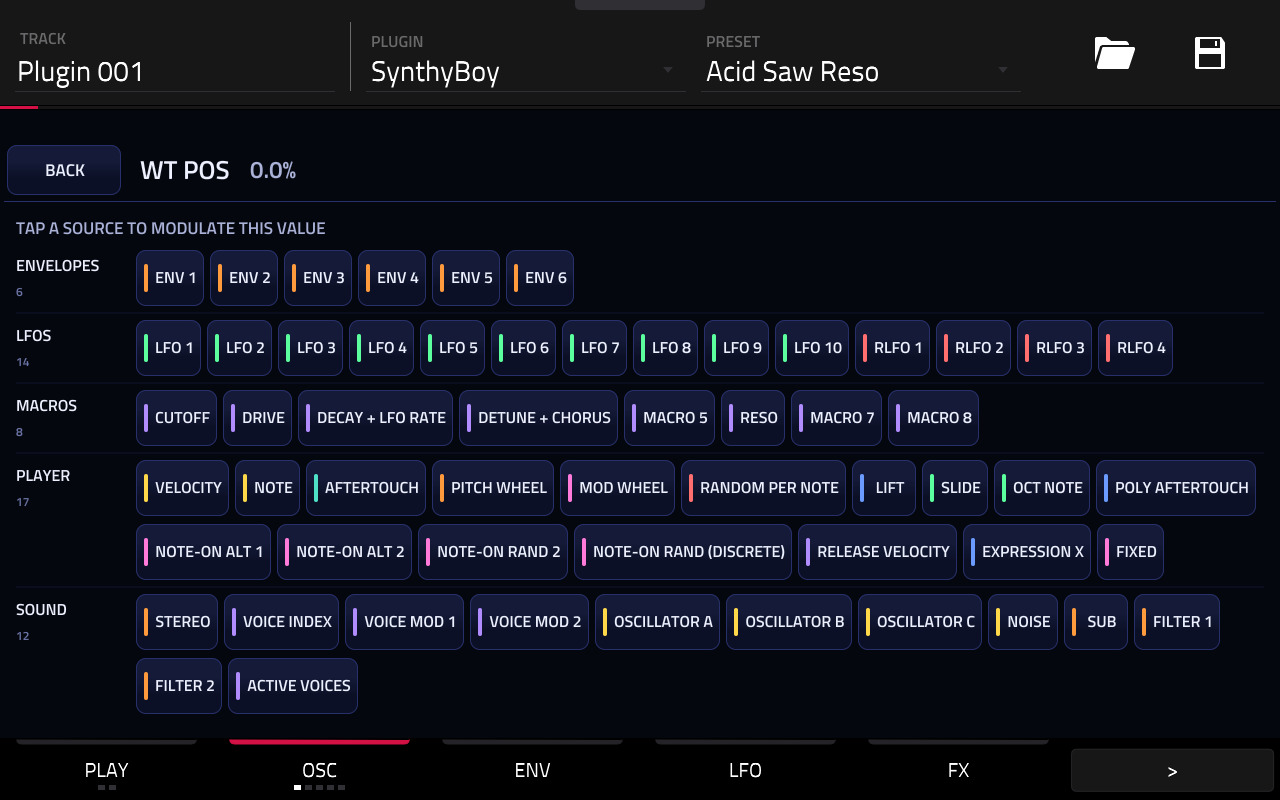 TRACK
Plugin 001
PLUGIN
SynthyBoy
PRESET
Acid Saw Reso
BACK
WT POS 0.0%
TAP A SOURCE TO MODULATE THIS VALUE
ENVELOPES
6
ENV 1 ENV 2 ENV 3 ENV 4 ENV 5 ENV 6
LFOS
14
LFO 1 LFO 2 LFO 3 LFO 4 LFO 5 LFO 6 LFO 7 LFO 8 LFO 9 LFO 10 RLFO 1 RLFO 2 RLFO 3 RLFO 4
MACROS
8
CUTOFF DRIVE DECAY + LFO RATE DETUNE + CHORUS MACRO 5 RESO MACRO 7 MACRO 8
PLAYER
17
VELOCITY NOTE AFTERTOUCH PITCH WHEEL MOD WHEEL RANDOM PER NOTE LIFT SLIDE OCT NOTE POLY AFTERTOUCH
NOTE-ON ALT 1 NOTE-ON ALT 2 NOTE-ON RAND 2 NOTE-ON RAND (DISCRETE) RELEASE VELOCITY EXPRESSION X FIXED
SOUND
12
STEREO VOICE INDEX VOICE MOD 1 VOICE MOD 2 OSCILLATOR A OSCILLATOR B OSCILLATOR C NOISE SUB FILTER 1
FILTER 2 ACTIVE VOICES
PLAY OSC ENV LFO FX >